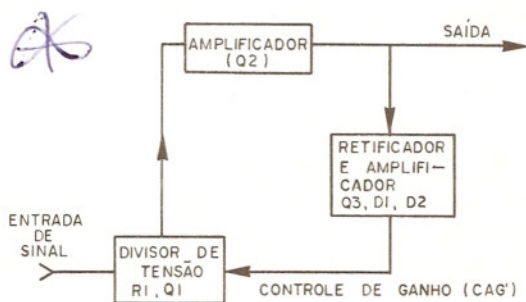 AMPLIFICADOR
(Q2)
SAÍDA
RETIFICADOR
E AMPLIFI-
CADOR
Q3, D1, D2
ENTRADA
DE
SINAL
DIVISOR DE
TENSÃO
R1, Q1
CONTROLE DE GANHO (CAG)